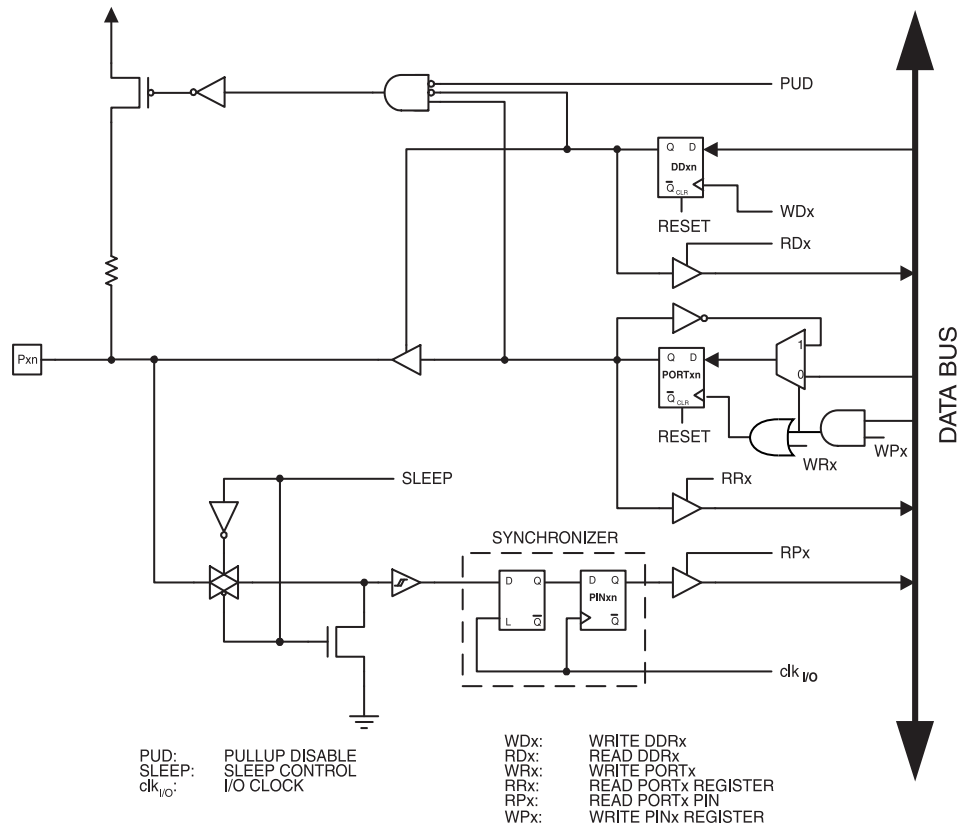 PUD
Q D
DDxn
Q CLR
WDx
RESET
RDx
Pxn
1
Q D
PORTxn
0
Q CLR
RESET
WRx
WPx
DATA BUS
SLEEP
RRx
SYNCHRONIZER
RPx
D Q
D Q
PINxn
L Q
Q
clk I/O
PUD: PULLUP DISABLE
SLEEP: SLEEP CONTROL
clk I/O: I/O CLOCK
WDx: WRITE DDRx
RDx: READ DDRx
WRx: WRITE PORTx
RRx: READ PORTx REGISTER
RPx: READ PORTx PIN
WPx: WRITE PINx REGISTER